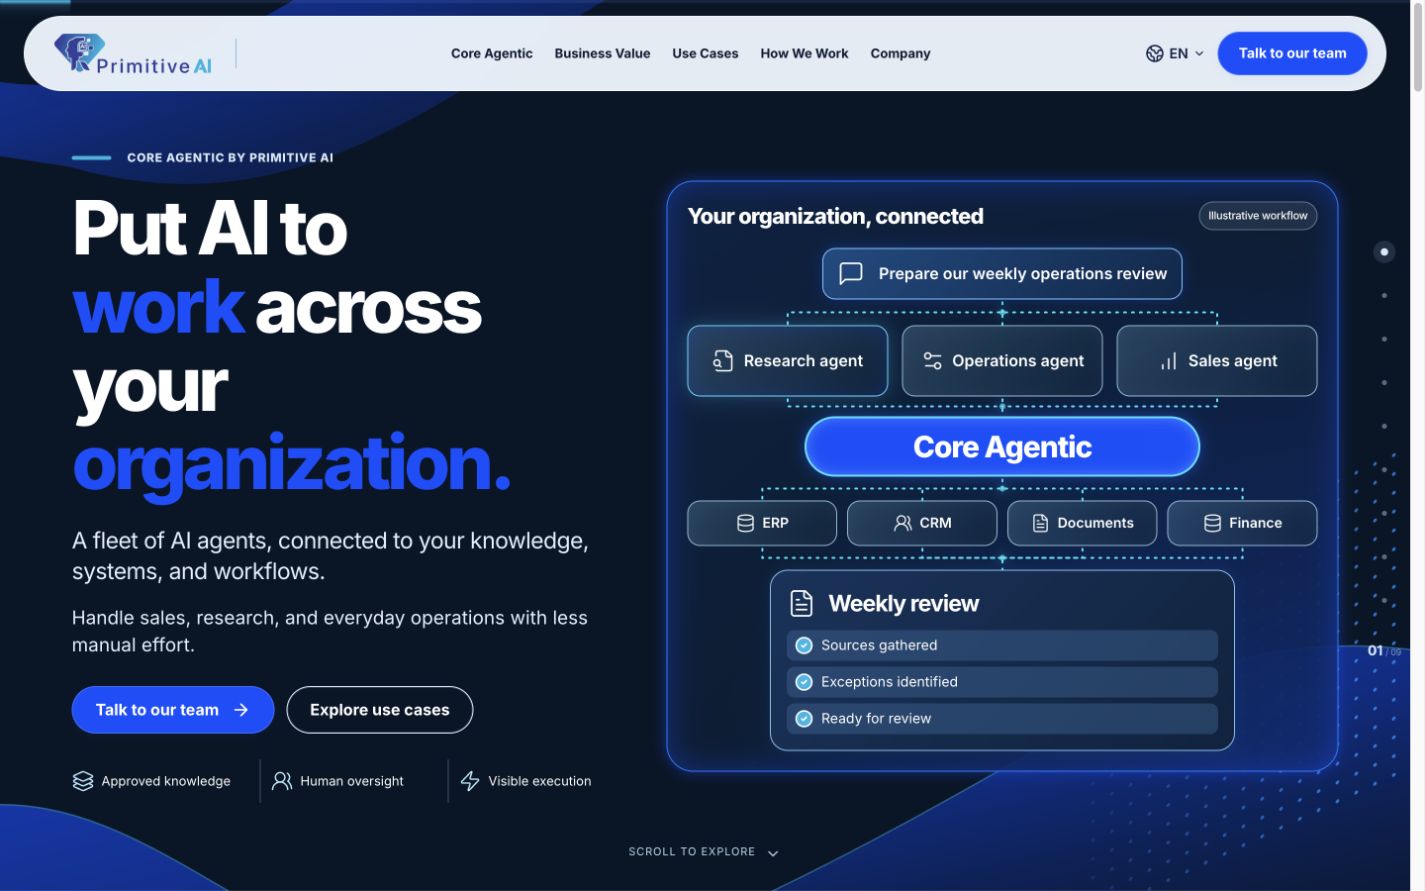 Primitive AI
Core Agentic
Business Value
Use Cases
How We Work
Company
EN
Talk to our team
CORE AGENTIC BY PRIMITIVE AI
Put AI to
work across
your
organization.
A fleet of AI agents, connected to your knowledge,
systems, and workflows.
Handle sales, research, and everyday operations with less
manual effort.
Talk to our team
Explore use cases
Approved knowledge
Human oversight
Visible execution
Your organization, connected
Illustrative workflow
Prepare our weekly operations review
Research agent
Operations agent
Sales agent
Core Agentic
ERP
CRM
Documents
Finance
Weekly review
Sources gathered
Exceptions identified
Ready for review
01 / 09
SCROLL TO EXPLORE